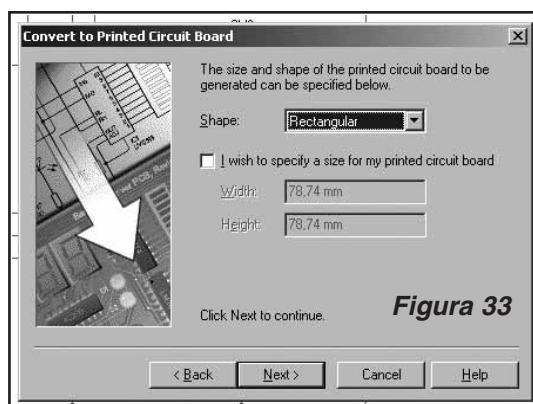 Convert to Printed Circuit Board
The size and shape of the printed circuit board to be
generated can be specified below.
Shape:
Rectangular
I wish to specify a size for my printed circuit board
Width:
78,74 mm
Height:
78,74 mm
Click Next to continue.
Figura 33
< Back
Next >
Cancel
Help